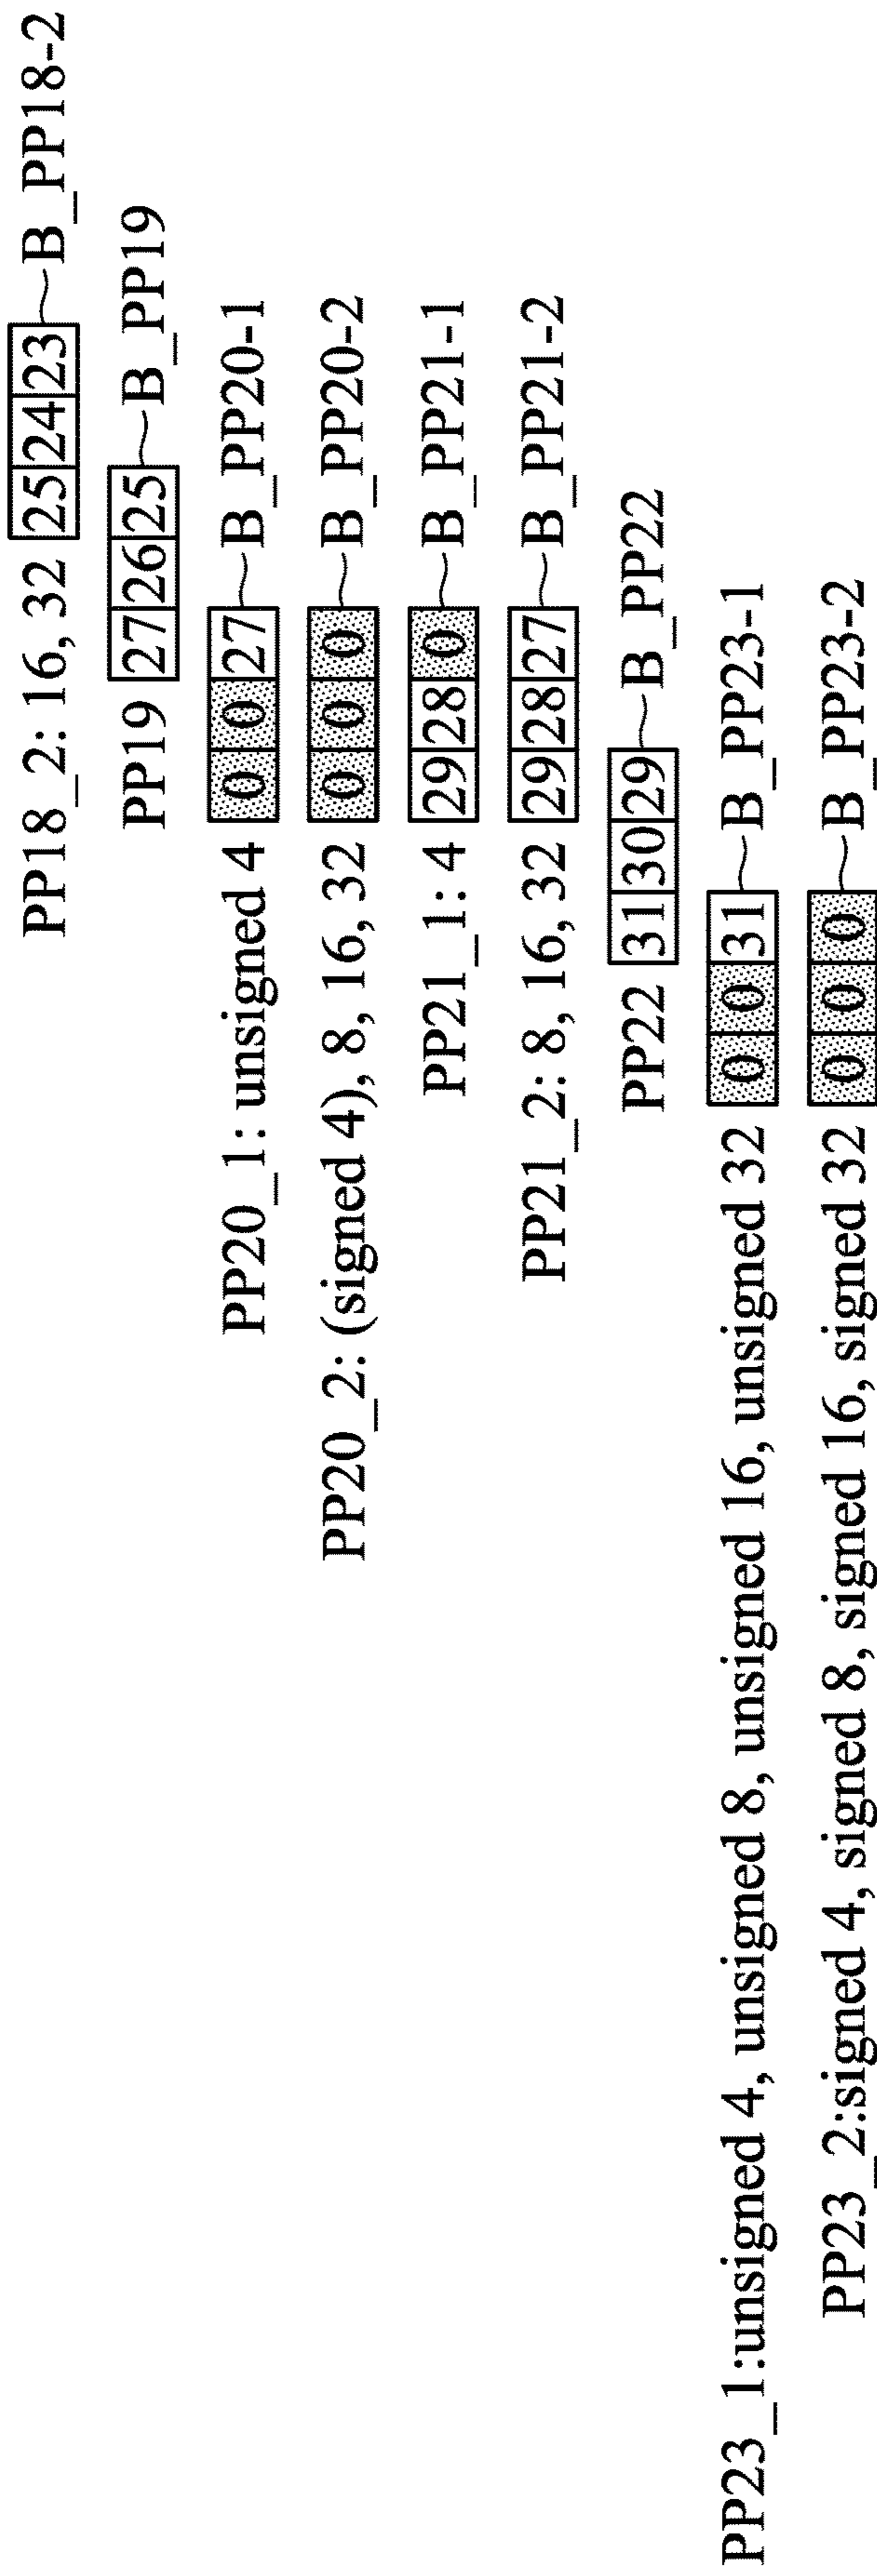 PP18_2: 16, 32 25 24 23 B_PP18-2
PP19 27 26 25 B_PP19
PP20_1: unsigned 4 0 0 27 B_PP20-1
PP20_2: (signed 4), 8, 16, 32 0 0 0 B_PP20-2
PP21_1: 4 29 28 0 B_PP21-1
PP21_2: 8, 16, 32 29 28 27 B_PP21-2
PP22 31 30 29 B_PP22
PP23_1:unsigned 4, unsigned 8, unsigned 16, unsigned 32 0 0 31 B_PP23-1
PP23_2:signed 4, signed 8, signed 16, signed 32 0 0 0 B_PP23-2